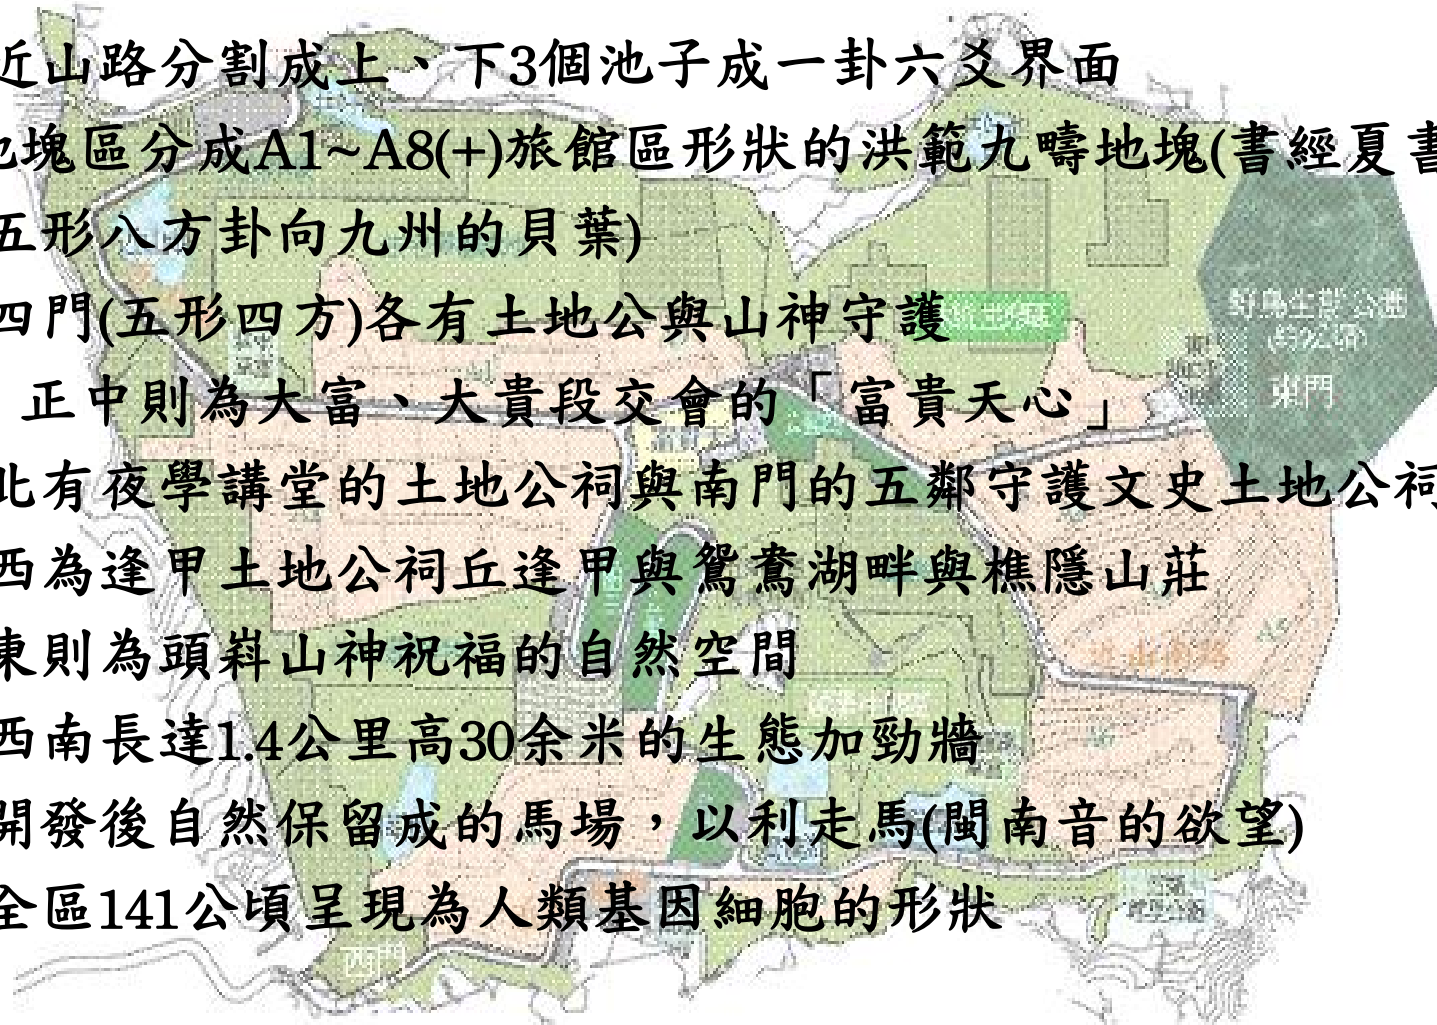 近山路分割成上、下3個池子成一卦六爻界面
地塊區分成A1~A8(+)旅館區形狀的洪範九疇地塊(書經夏書
五形八方卦向九州的貝葉)
四門(五形四方)各有土地公與山神守護
正中則為大富、大貴段交會的「富貴天心」
北有夜學講堂的土地公祠與南門的五鄰守護文史土地公祠
西為逢甲土地公祠丘逢甲與鴛鴦湖畔與樵隱山莊
東則為頭嵙山神祝福的自然空間
西南長達1.4公里高30余米的生態加勁牆
開發後自然保留成的馬場，以利走馬(閩南音的欲望)
全區141公頃呈現為人類基因細胞的形狀
野鳥生態公園
東門
近山南路
西門